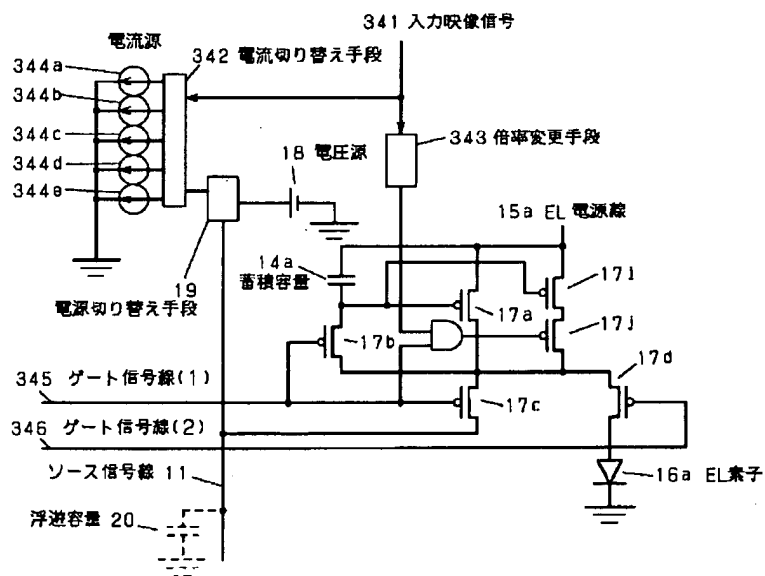 341 入力映像信号
電流源
342 電流切り替え手段
344a
344b
344c
344d
344e
343 倍率変更手段
18 電圧源
15a EL 電源線
14a
蓄積容量
17l
19
電源切り替え手段
17a
17j
17b
17d
345 ゲート信号線(1)
17c
346 ゲート信号線(2)
ソース信号線 11
16a EL素子
浮遊容量 20